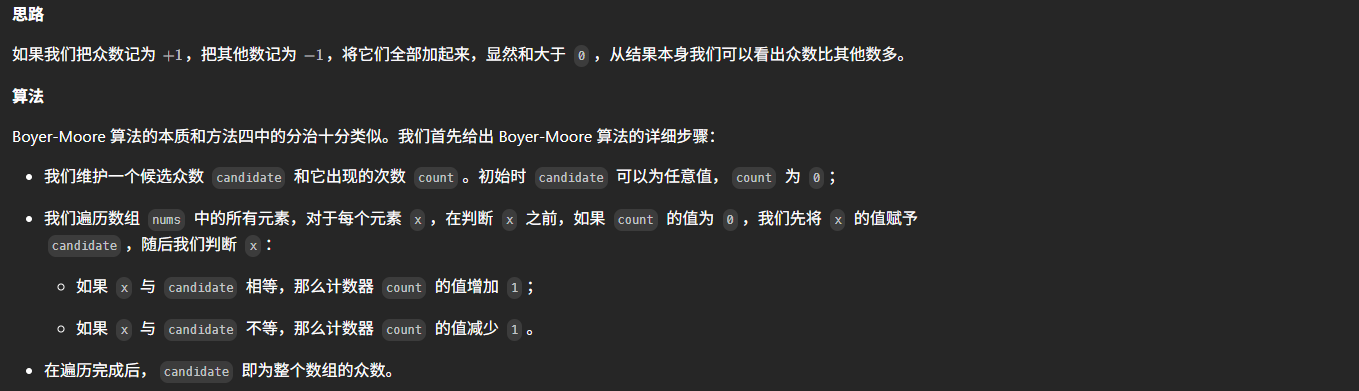 思路
如果我们把众数记为 +1，把其他数记为 −1，将它们全部加起来，显然和大于 0，从结果本身我们可以看出众数比其他数多。
算法
Boyer-Moore 算法的本质和方法四中的分治十分类似。我们首先给出 Boyer-Moore 算法的详细步骤：
我们维护一个候选众数 candidate 和它出现的次数 count。初始时 candidate 可以为任意值，count 为 0；
我们遍历数组 nums 中的所有元素，对于每个元素 x，在判断 x 之前，如果 count 的值为 0，我们先将 x 的值赋予
candidate，随后我们判断 x：
如果 x 与 candidate 相等，那么计数器 count 的值增加 1；
如果 x 与 candidate 不等，那么计数器 count 的值减少 1。
在遍历完成后，candidate 即为整个数组的众数。